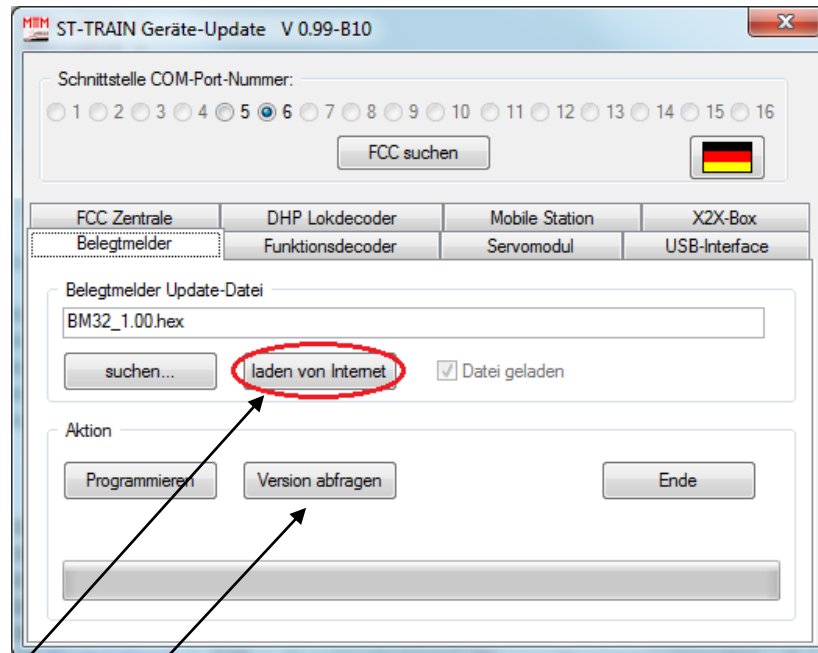 MTTM ST-TRAIN Geräte-Update V 0.99-B10 X
Schnittstelle COM-Port-Nummer:
1 2 3 4 5 6 7 8 9 10 11 12 13 14 15 16
FCC suchen
FCC Zentrale DHP Lokdecoder Mobile Station X2X-Box
Belegtmelder Funktionsdecoder Servomodul USB-Interface
Belegtmelder Update-Datei
BM32_1.00.hex
suchen... laden von Internet Datei geladen
Aktion
Programmieren Version abfragen Ende